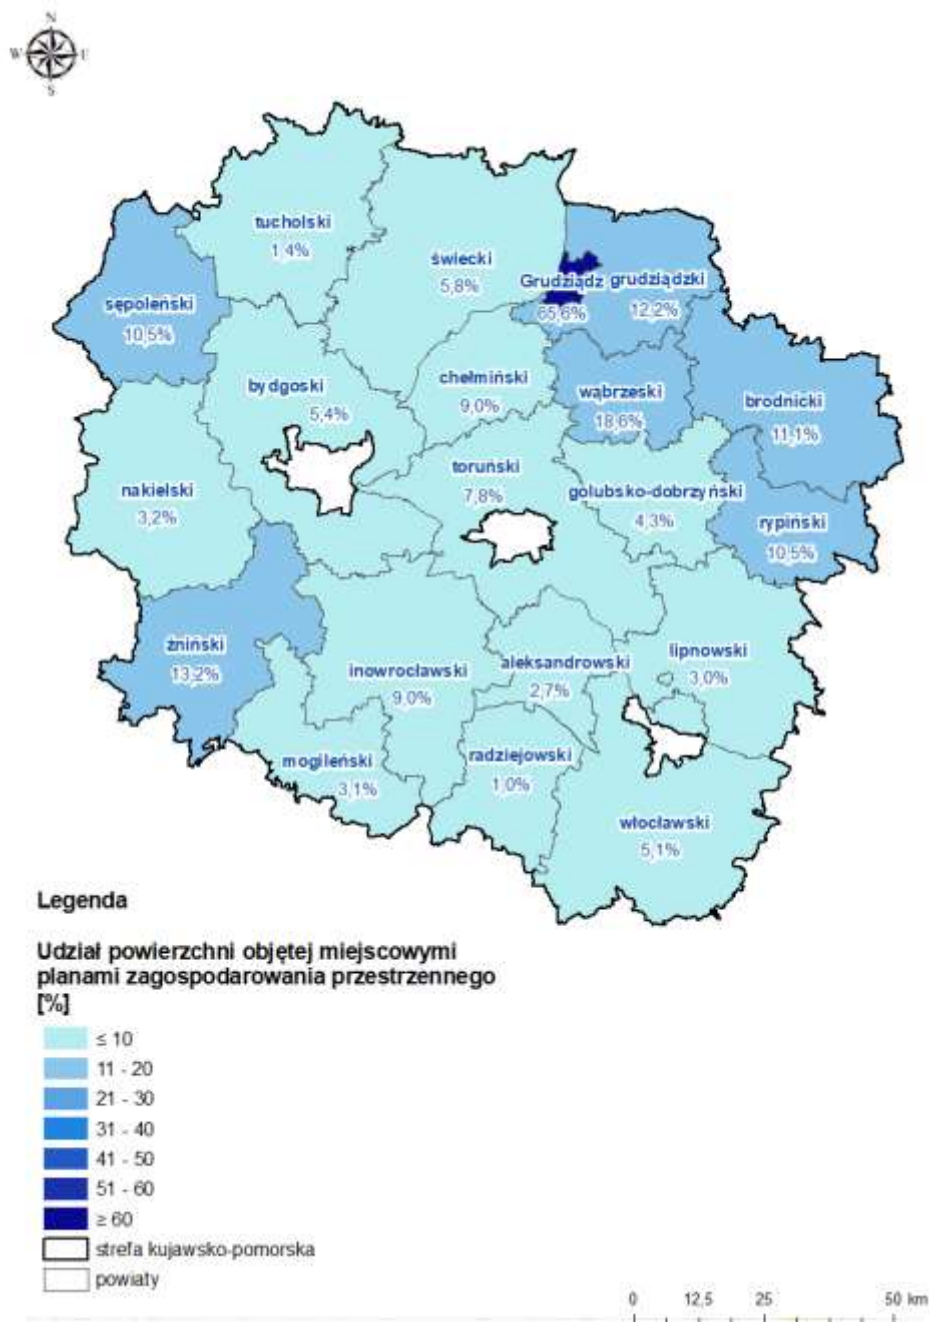 N
W E
S
tucholski
1,4%
świecki
5,8%
Grudziądz
65,6%
grudziądzki
12,2%
sępoleński
10,5%
bydgoski
5,4%
chełmiński
9,0%
wąbrzeski
18,6%
brodnicki
11,1%
nakielski
3,2%
toruński
7,8%
golubsko-dobrzyński
4,3%
rypiński
10,5%
żniński
13,2%
inowrocławski
9,0%
aleksandrowski
2,7%
lipnowski
3,0%
mogileński
3,1%
radziejowski
1,0%
włocławski
5,1%
Legenda
Udział powierzchni objętej miejscowymi
planami zagospodarowania przestrzennego
[%]
≤ 10
11 - 20
21 - 30
31 - 40
41 - 50
51 - 60
≥ 60
strefa kujawsko-pomorska
powiaty
0 12,5 25 50 km